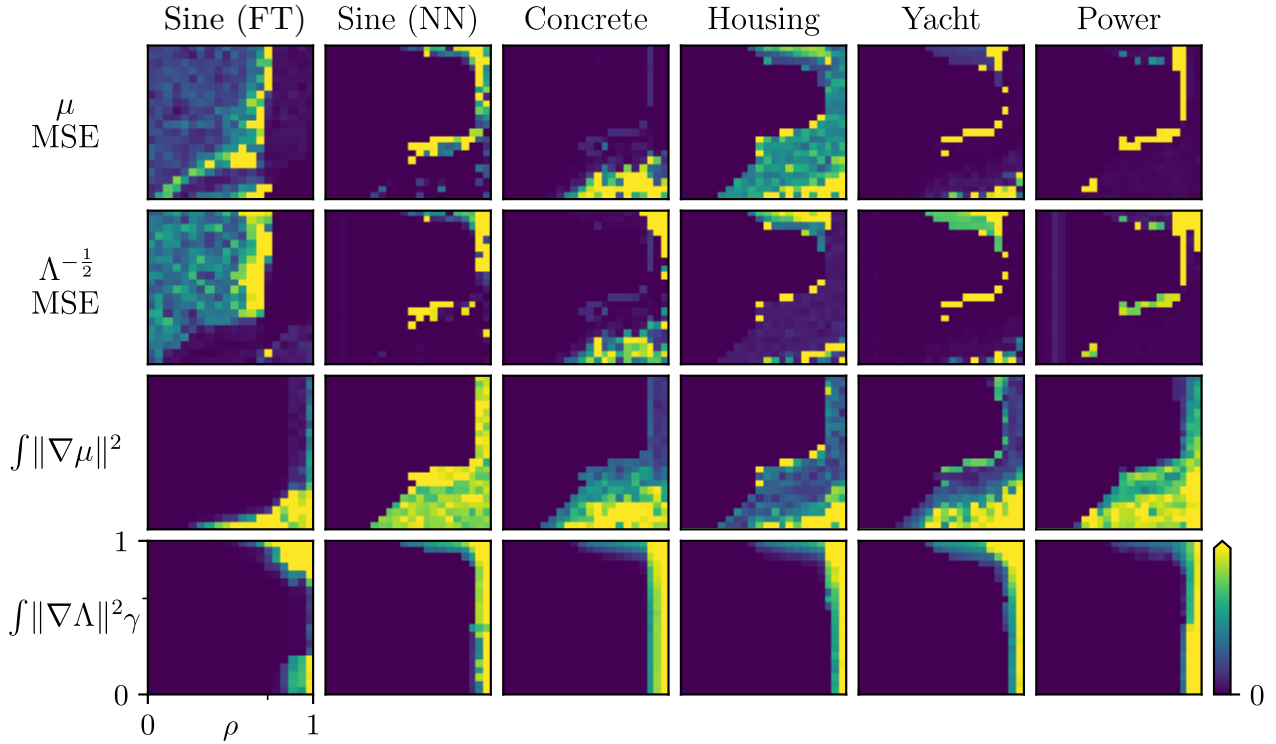 Sine (FT) Sine (NN) Concrete Housing Yacht Power
μ
MSE
Λ^{-1/2}
MSE
∫‖∇μ‖²
1
∫‖∇Λ‖²γ
0
0
0 ρ 1